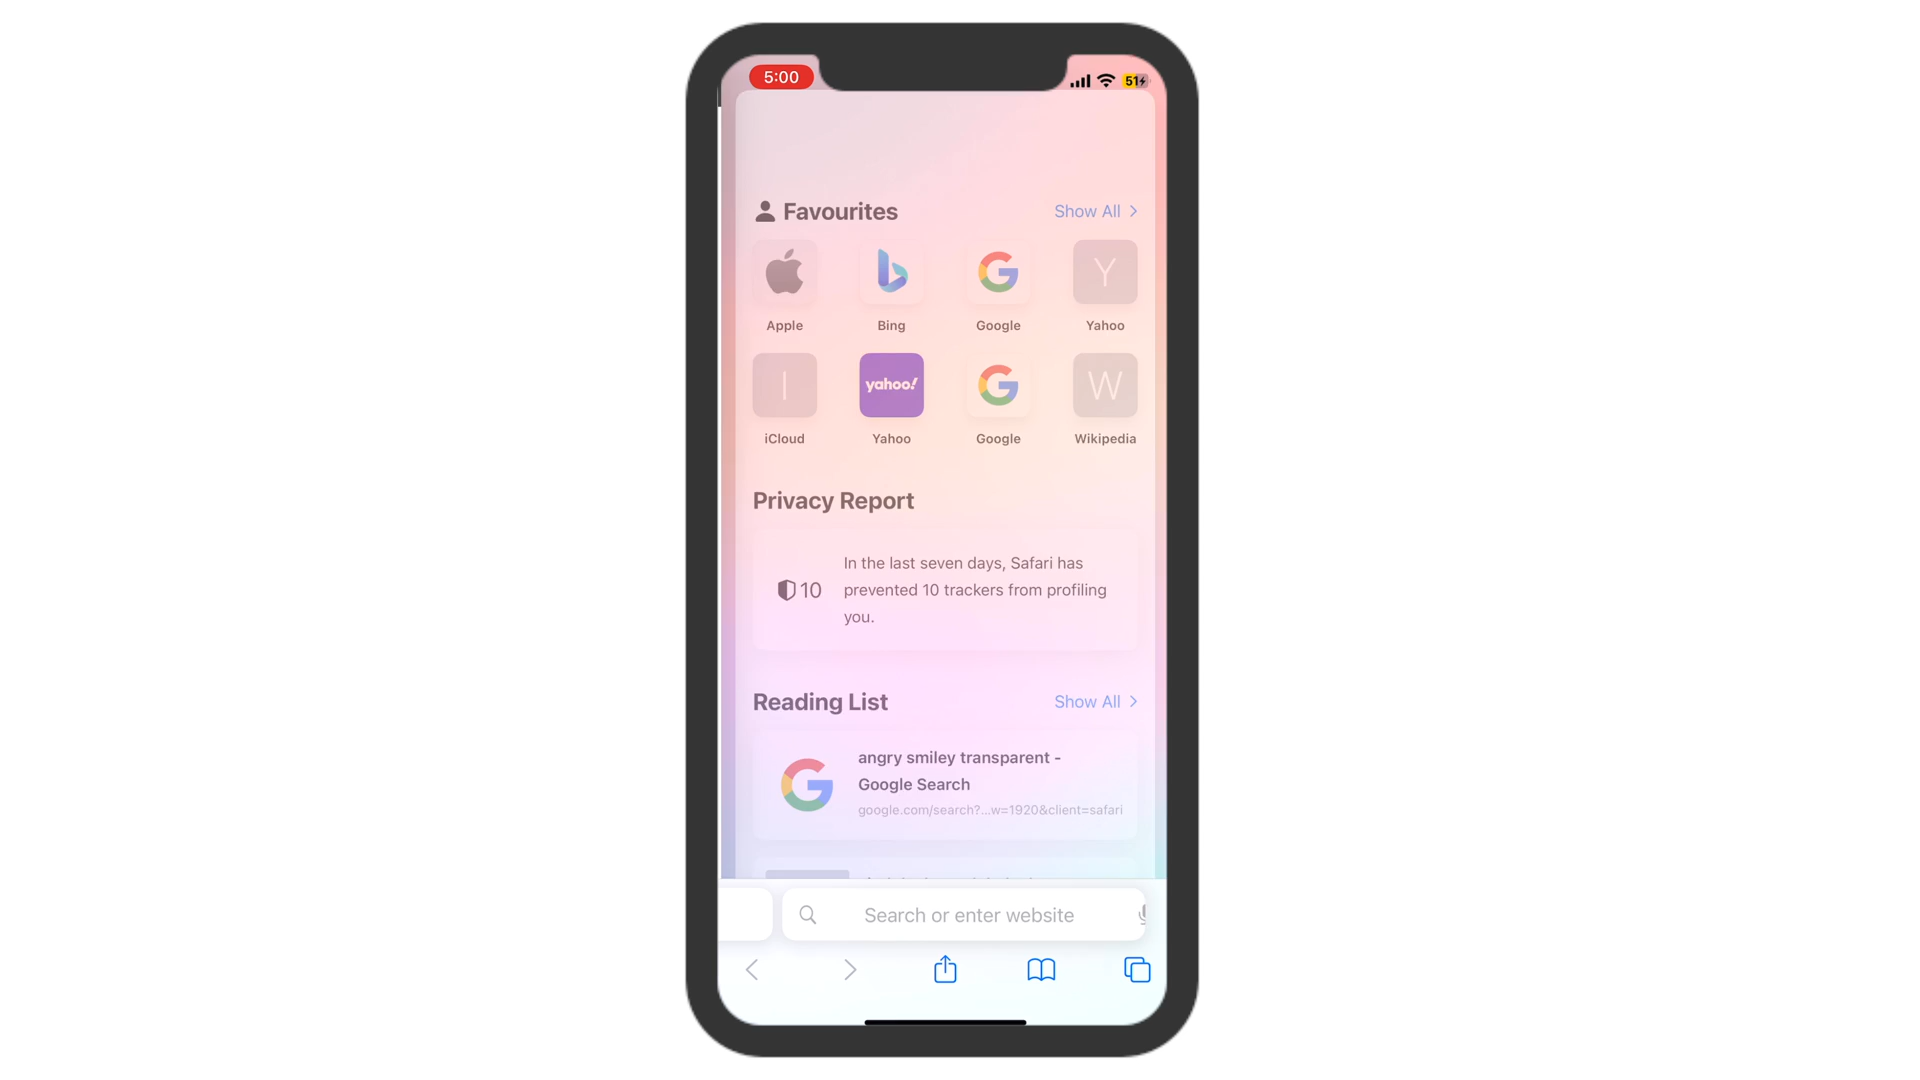 5:00
51
Favourites
Show All
Y
Apple
Bing
Google
Yahoo
I
yahoo!
W
iCloud
Yahoo
Google
Wikipedia
Privacy Report
In the last seven days, Safari has
10
prevented 10 trackers from profiling
you.
Reading List
Show All
angry smiley transparent -
Google Search
google.com/search?...w=1920&client=safari
Search or enter website